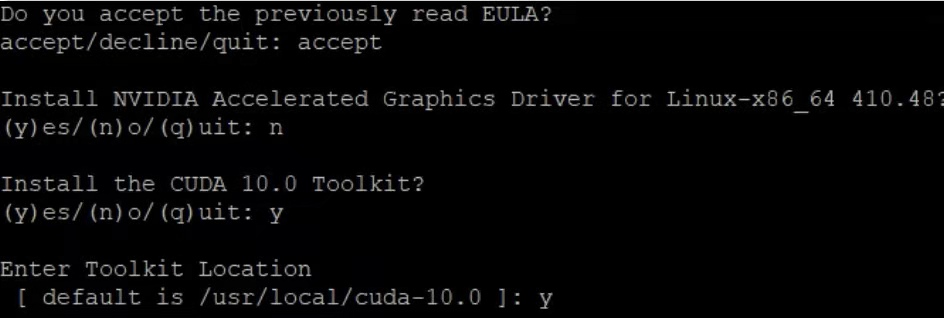 Do you accept the previously read EULA?
accept/decline/quit: accept
Install NVIDIA Accelerated Graphics Driver for Linux-x86_64 410.48?
(y)es/(n)o/(q)uit: n
Install the CUDA 10.0 Toolkit?
(y)es/(n)o/(q)uit: y
Enter Toolkit Location
[ default is /usr/local/cuda-10.0 ]: y